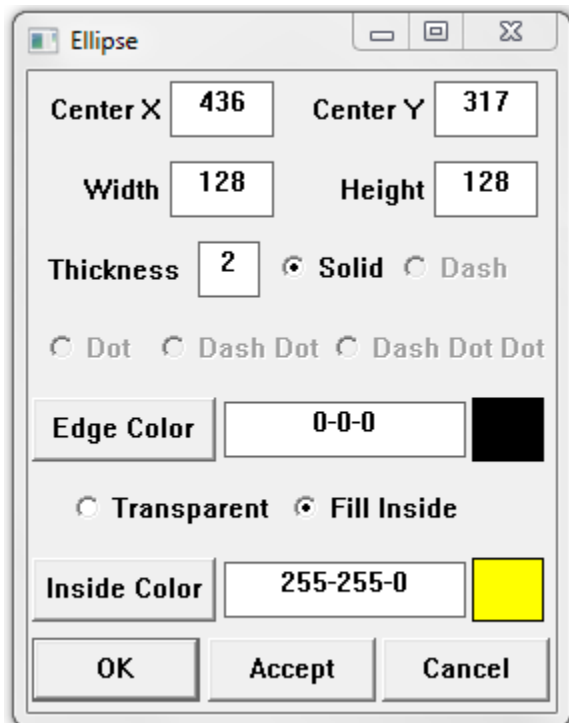 Ellipse
Center X 436 Center Y 317
Width 128 Height 128
Thickness 2 Solid Dash
Dot Dash Dot Dash Dot Dot
Edge Color 0-0-0
Transparent Fill Inside
Inside Color 255-255-0
OK Accept Cancel